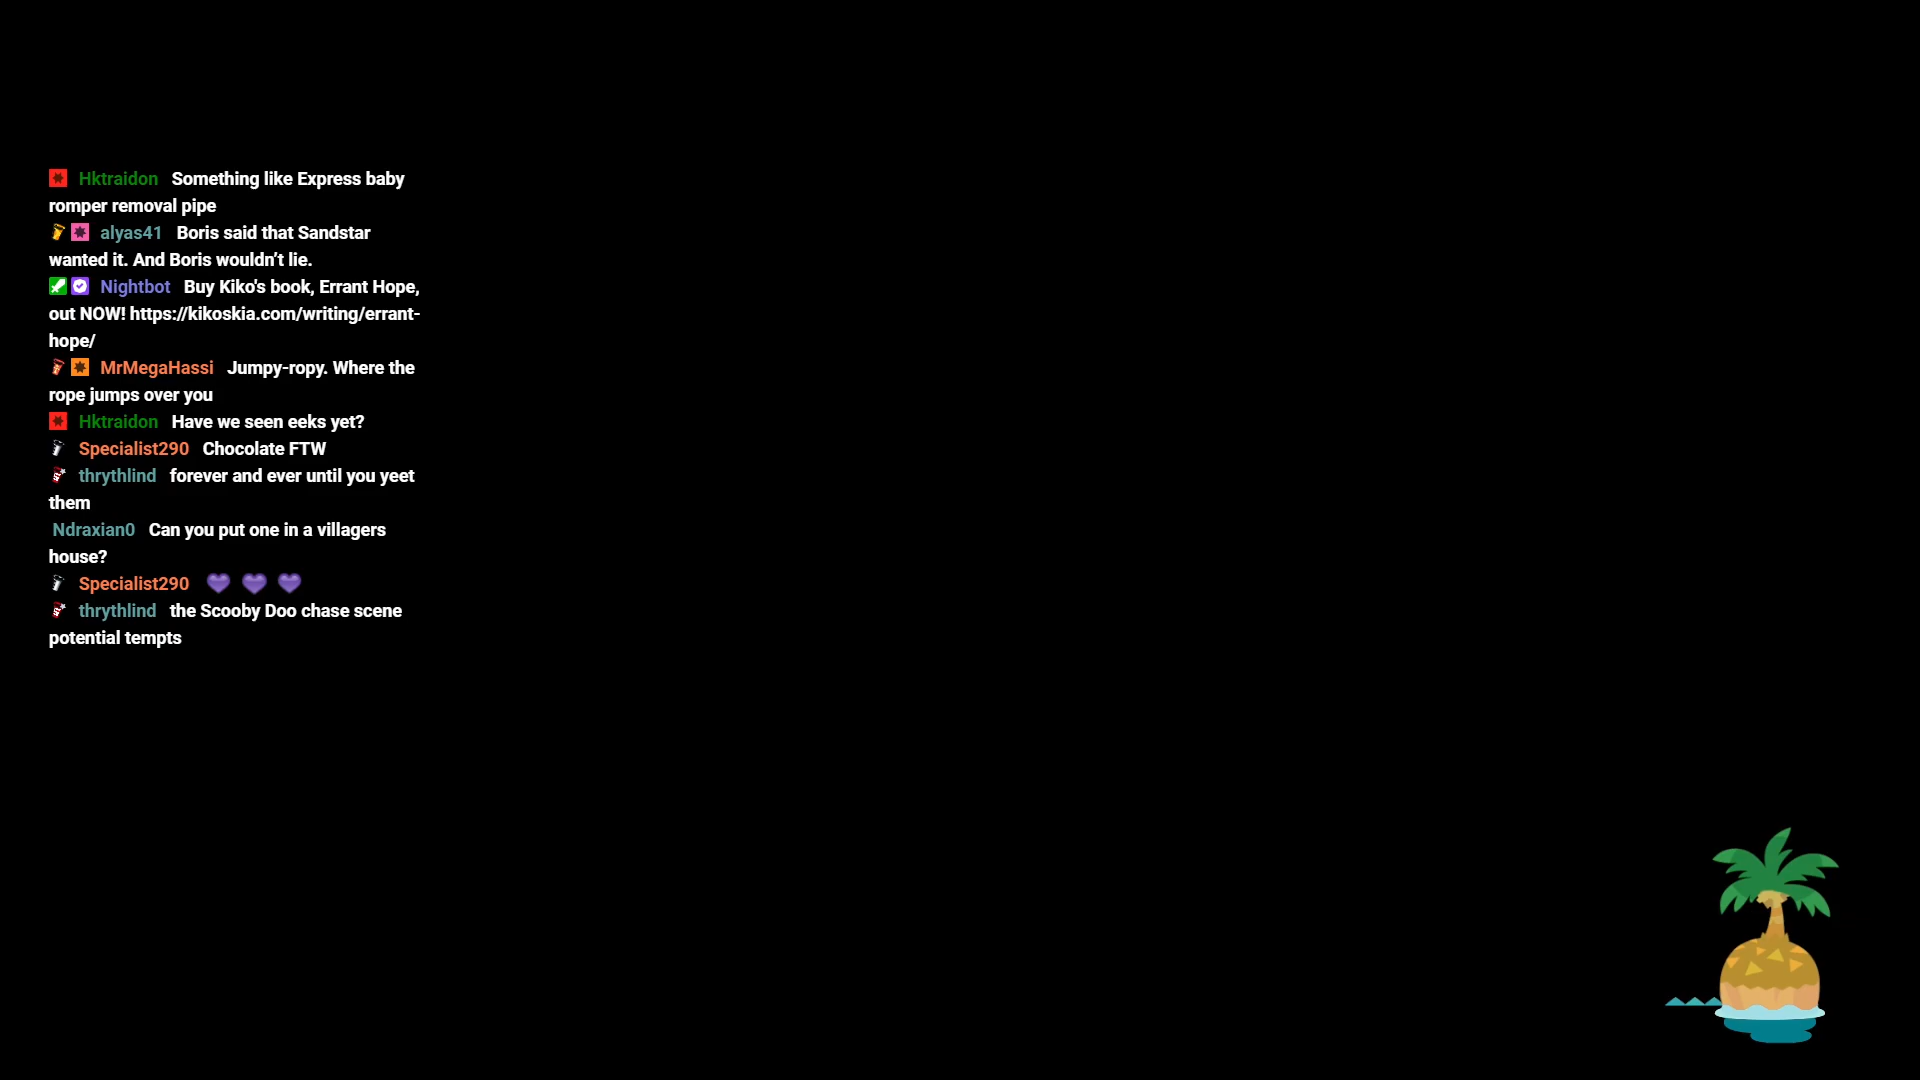 Hktraidon Something like Express baby
romper removal pipe
alyas41 Boris said that Sandstar
wanted it. And Boris wouldn’t lie.
Nightbot Buy Kiko's book, Errant Hope,
out NOW! https://kikoskia.com/writing/errant-
hope/
MrMegaHassi Jumpy-ropy. Where the
rope jumps over you
Hktraidon Have we seen eeks yet?
Specialist290 Chocolate FTW
thrythlind forever and ever until you yeet
them
Ndraxian0 Can you put one in a villagers
house?
Specialist290 💜 💜 💜
thrythlind the Scooby Doo chase scene
potential tempts